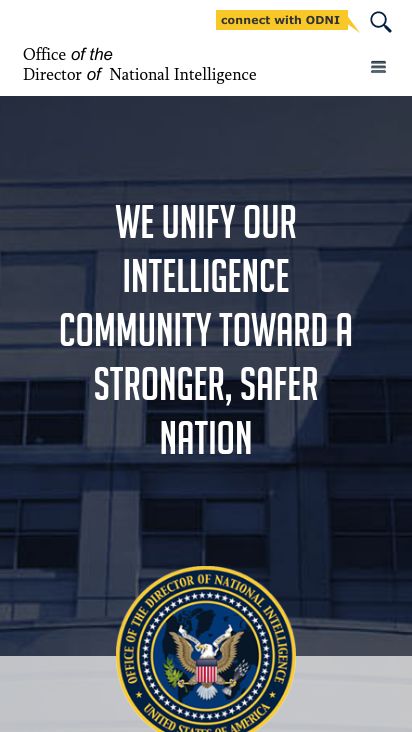 connect with ODNI
Office of the
Director of National Intelligence
WE UNIFY OUR
INTELLIGENCE
COMMUNITY TOWARD A
STRONGER, SAFER
NATION
OFFICE OF THE DIRECTOR OF NATIONAL INTELLIGENCE
UNITED STATES OF AMERICA